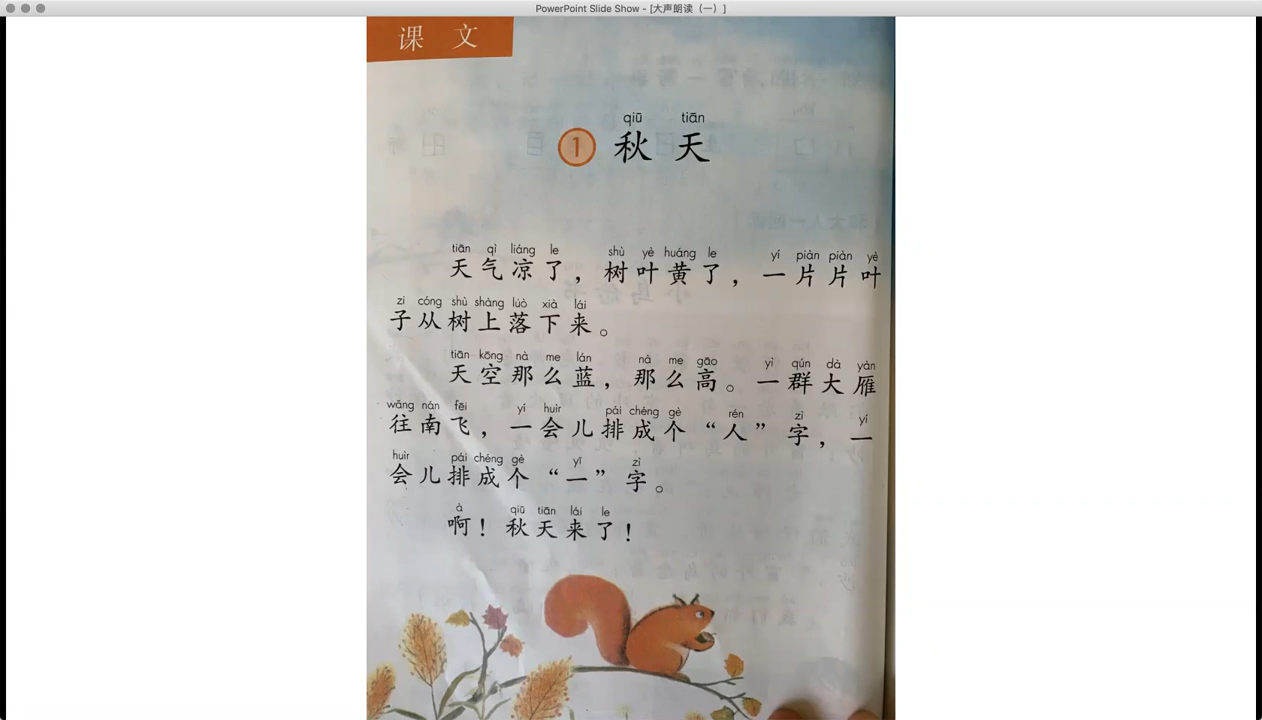 PowerPoint Slide Show - [大声朗读（一）]
课 文
qiū tiān
1 秋 天
tiān qì liáng le shù yè huáng le yí piàn piàn yè
天气凉了，树叶黄了，一片片叶
zi cóng shù shàng luò xià lái
子从树上落下来。
tiān kōng nà me lán nà me gāo yì qún dà yàn
天空那么蓝，那么高。一群大雁
wǎng nán fēi yí huìr pái chéng gè rén zì yí
往南飞，一会儿排成个“人”字，一
huìr pái chéng gè yī zì
会儿排成个“一”字。
à qiū tiān lái le
啊！秋天来了！